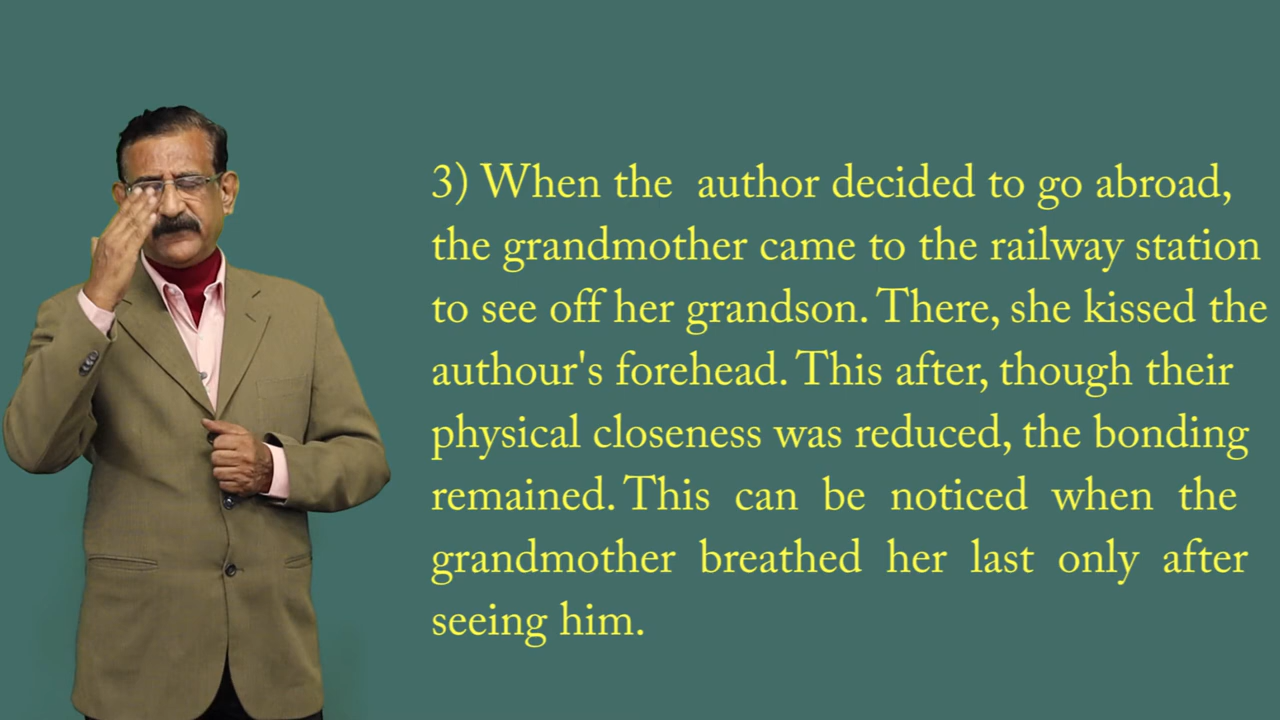 3) When the author decided to go abroad,
the grandmother came to the railway station
to see off her grandson. There, she kissed the
authour's forehead. This after, though their
physical closeness was reduced, the bonding
remained. This can be noticed when the
grandmother breathed her last only after
seeing him.